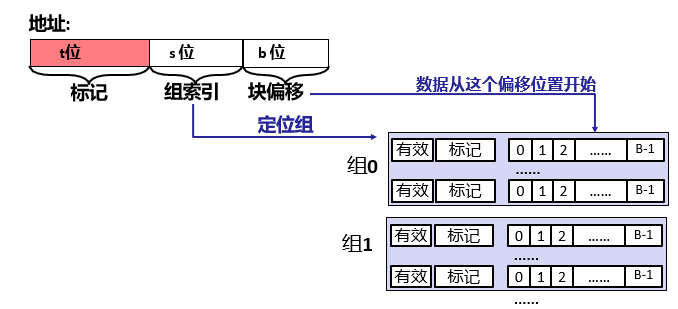 地址:
t位 s 位 b 位
标记 组索引 块偏移
数据从这个偏移位置开始
定位组
组0
有效 标记 0 1 2 …… B-1
……
有效 标记 0 1 2 …… B-1
组1
有效 标记 0 1 2 …… B-1
……
有效 标记 0 1 2 …… B-1
……